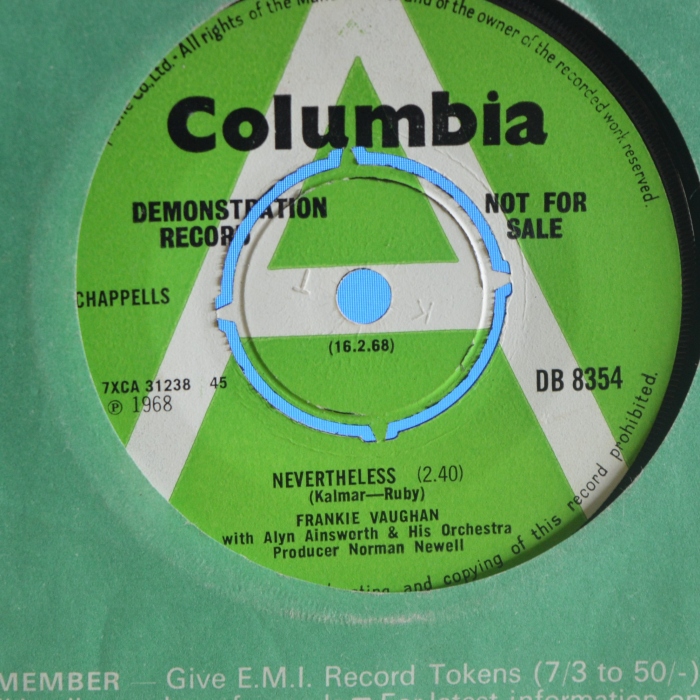 Co. Ltd. · All rights of the
and of the owner of the recorded work reserved.
Columbia
DEMONSTRATION
RECORD
NOT FOR
SALE
CHAPPELLS
(16.2.68)
7XCA 31238 45
℗ 1968
DB 8354
NEVERTHELESS (2.40)
(Kalmar—Ruby)
FRANKIE VAUGHAN
with Alyn Ainsworth & His Orchestra
Producer Norman Newell
and copying of this record prohibited.
MEMBER — Give E.M.I. Record Tokens (7/3 to 50/-)